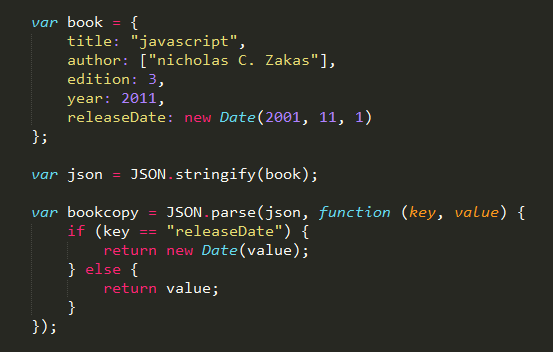 var book = {
    title: "javascript",
    author: ["nicholas C. Zakas"],
    edition: 3,
    year: 2011,
    releaseDate: new Date(2001, 11, 1)
};

var json = JSON.stringify(book);

var bookcopy = JSON.parse(json, function (key, value) {
    if (key == "releaseDate") {
        return new Date(value);
    } else {
        return value;
    }
});